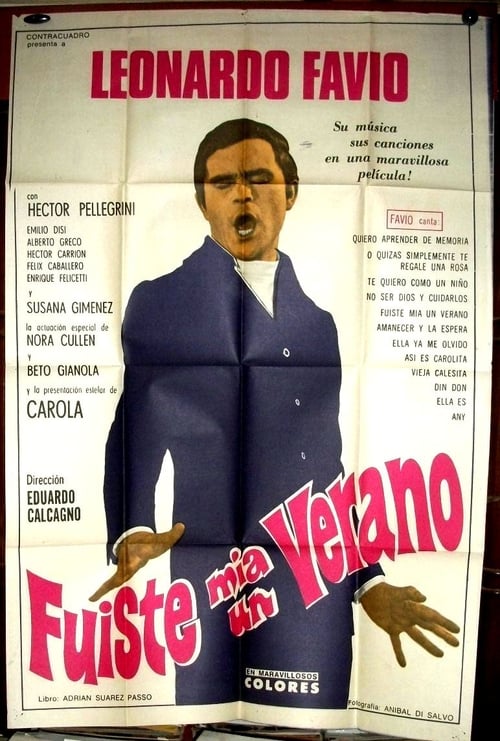 CONTRACUADRO
presenta a
LEONARDO FAVIO
Su música
sus canciones
en una maravillosa
película!
con
HECTOR PELLEGRINI
EMILIO DISI
ALBERTO GRECO
HECTOR CARRION
FELIX CABALLERO
ENRIQUE FELICETTI
y
SUSANA GIMENEZ
la actuación especial de
NORA CULLEN
y
BETO GIANOLA
y la presentación estelar de
CAROLA
Dirección
EDUARDO
CALCAGNO
FAVIO canta:
QUIERO APRENDER DE MEMORIA
O QUIZAS SIMPLEMENTE TE
REGALE UNA ROSA
TE QUIERO COMO UN NIÑO
NO SER DIOS Y CUIDARLOS
FUISTE MIA UN VERANO
AMANECER Y LA ESPERA
ELLA YA ME OLVIDO
ASI ES CAROLITA
VIEJA CALESITA
DIN DON
ELLA ES
ANY
Fuiste mia un Verano
EN MARAVILLOSOS
COLORES
Libro: ADRIAN SUAREZ PASSO
Fotografía: ANIBAL DI SALVO